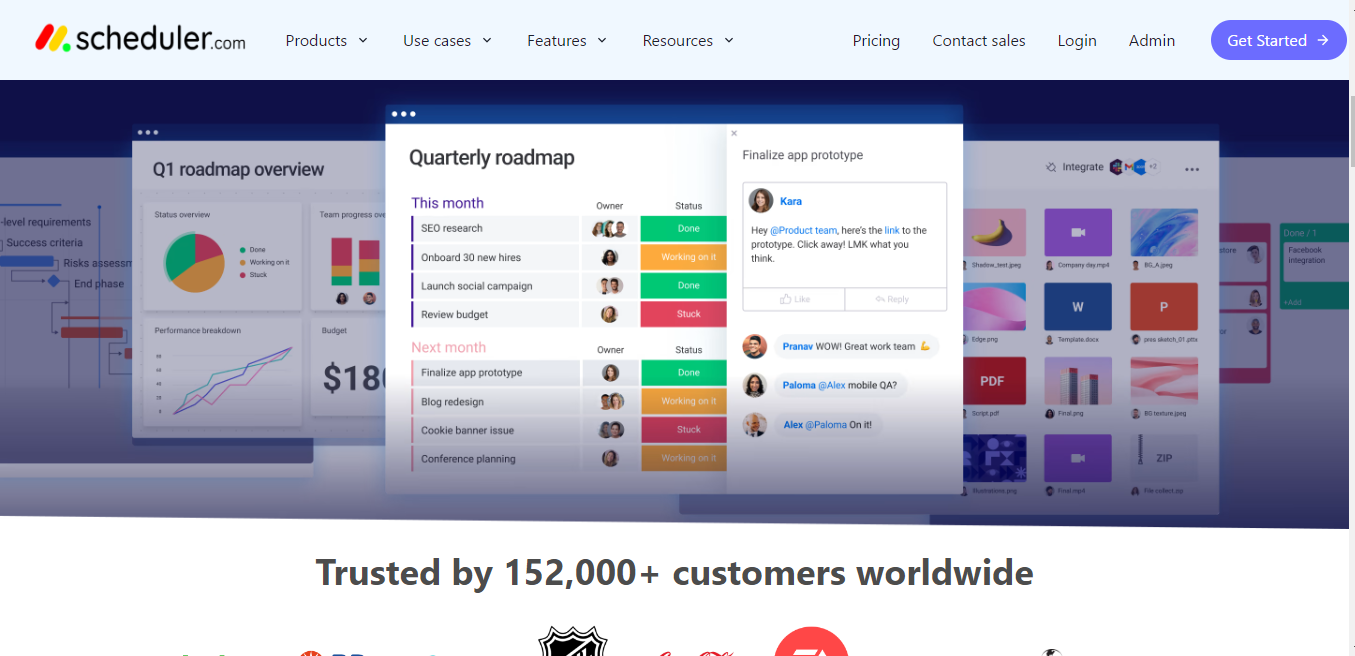 scheduler.com
Products
Use cases
Features
Resources
Pricing
Contact sales
Login
Admin
Get Started
Q1 roadmap overview
Status overview
Done
Working on it
Stuck
Team progress
Performance breakdown
Budget
-level requirements
Success criteria
Risks
End phase
Quarterly roadmap
This month
Owner
Status
SEO research
Done
Onboard 30 new hires
Working on it
Launch social campaign
Done
Review budget
Stuck
Next month
Owner
Status
Finalize app prototype
Done
Blog redesign
Working on it
Cookie banner issue
Stuck
Conference planning
Working on it
Finalize app prototype
Kara
Hey @Product team, here's the link to the
prototype. Click away! LMK what you
think.
Like
Reply
Pranav WOW! Great work team 💪
Paloma @Alex mobile QA?
Alex @Paloma On it!
Integrate
+2
Shadow_test.jpeg
Company day.mp4
BG_A.jpeg
W
P
Edge.png
Template.docx
pres sketch_01.pttx
PDF
Script.pdf
Final.png
BG texture.jpeg
FX
ZIP
Illustrations.png
Final.mp4
File collect.zip
Done / 1
Facebook
integration
+Add
store
Trusted by 152,000+ customers worldwide